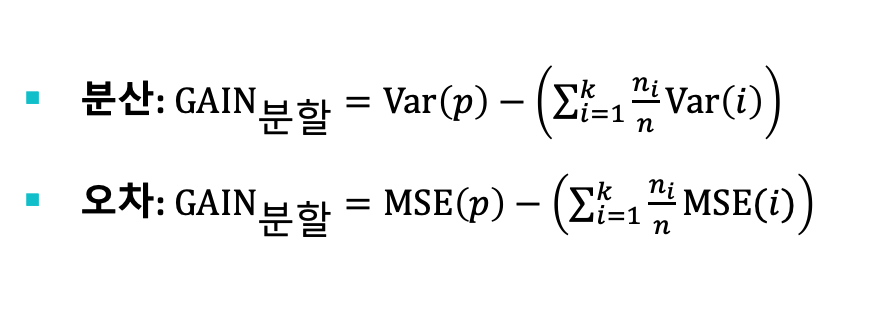 ▪ 분산: GAIN분할 = Var(p) − (∑ᵢ₌₁ᵏ nᵢ/n Var(i))
▪ 오차: GAIN분할 = MSE(p) − (∑ᵢ₌₁ᵏ nᵢ/n MSE(i))